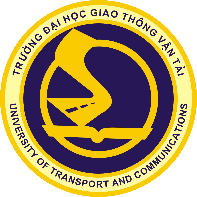 TRƯỜNG ĐẠI HỌC GIAO THÔNG VẬN TẢI
UNIVERSITY OF TRANSPORT AND COMMUNICATIONS